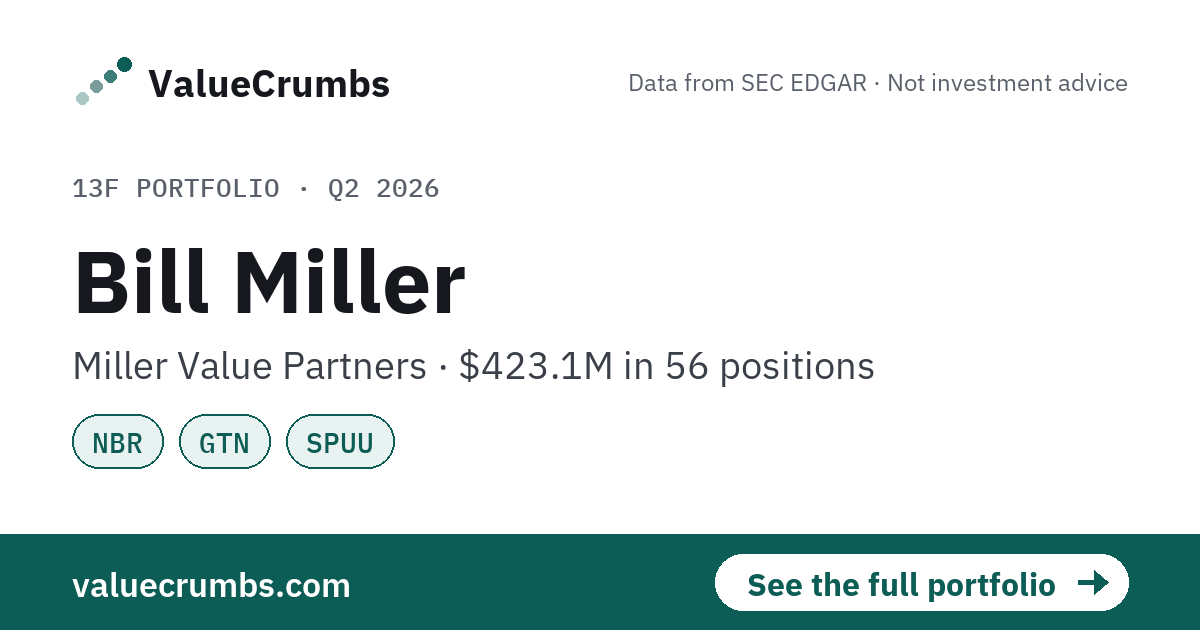 ValueCrumbs
Data from SEC EDGAR · Not investment advice
13F PORTFOLIO · Q2 2026
Bill Miller
Miller Value Partners · $423.1M in 56 positions
NBR GTN SPUU
valuecrumbs.com
See the full portfolio →